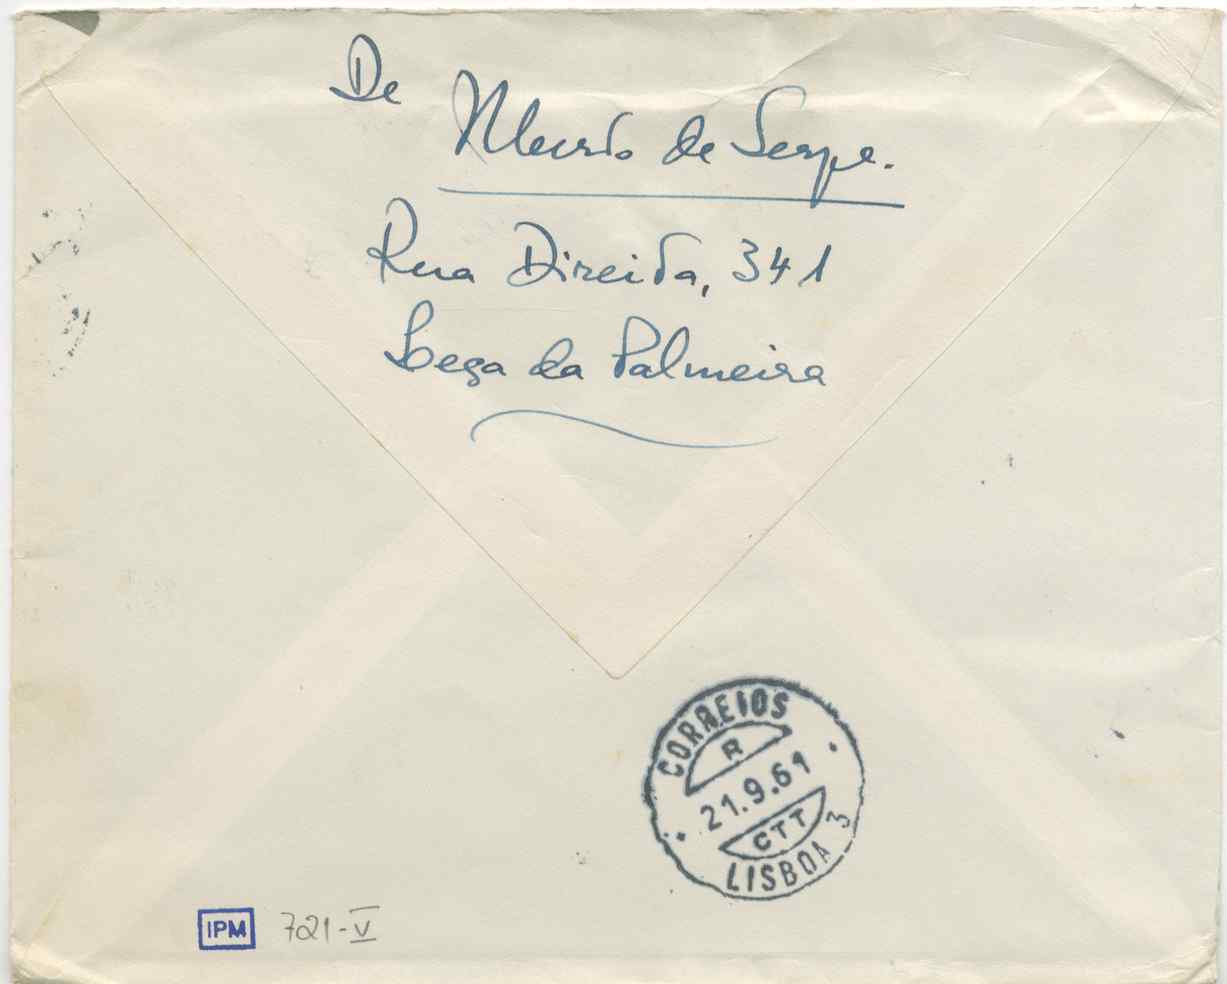 De
Alberto de Serpa.
Rua Direita, 341
Leça da Palmeira
CORREIOS
R
21.9.61
CTT
LISBOA 3
IPM 721-V